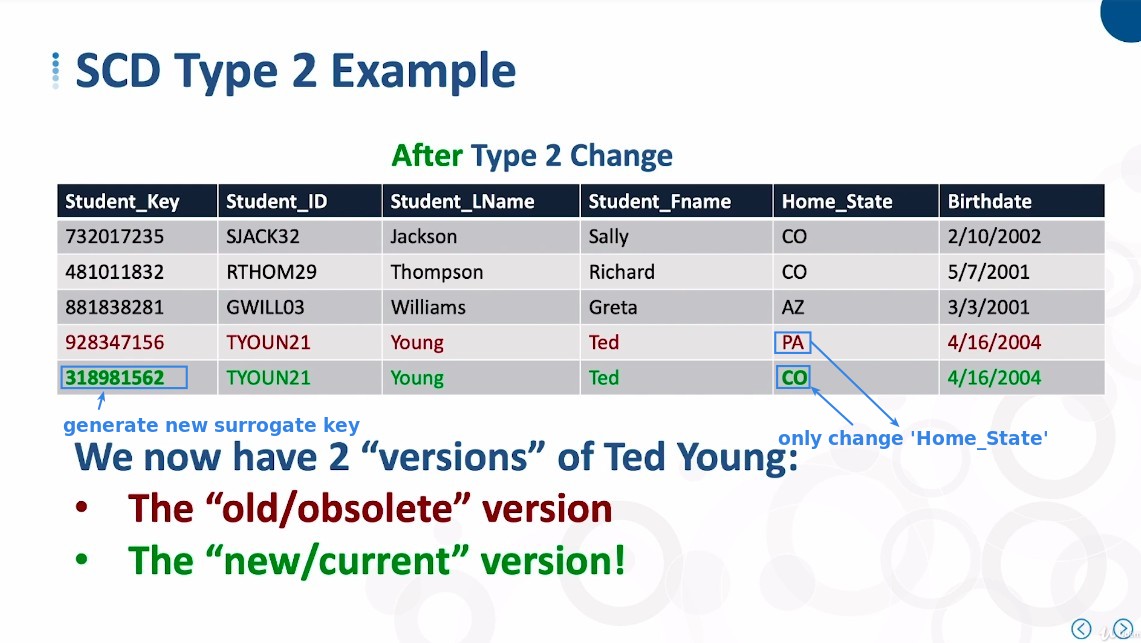 SCD Type 2 Example
After Type 2 Change
Student_Key Student_ID Student_LName Student_Fname Home_State Birthdate
732017235 SJACK32 Jackson Sally CO 2/10/2002
481011832 RTHOM29 Thompson Richard CO 5/7/2001
881838281 GWILL03 Williams Greta AZ 3/3/2001
928347156 TYOUN21 Young Ted PA 4/16/2004
318981562 TYOUN21 Young Ted CO 4/16/2004
generate new surrogate key
only change 'Home_State'
We now have 2 “versions” of Ted Young:
• The “old/obsolete” version
• The “new/current” version!